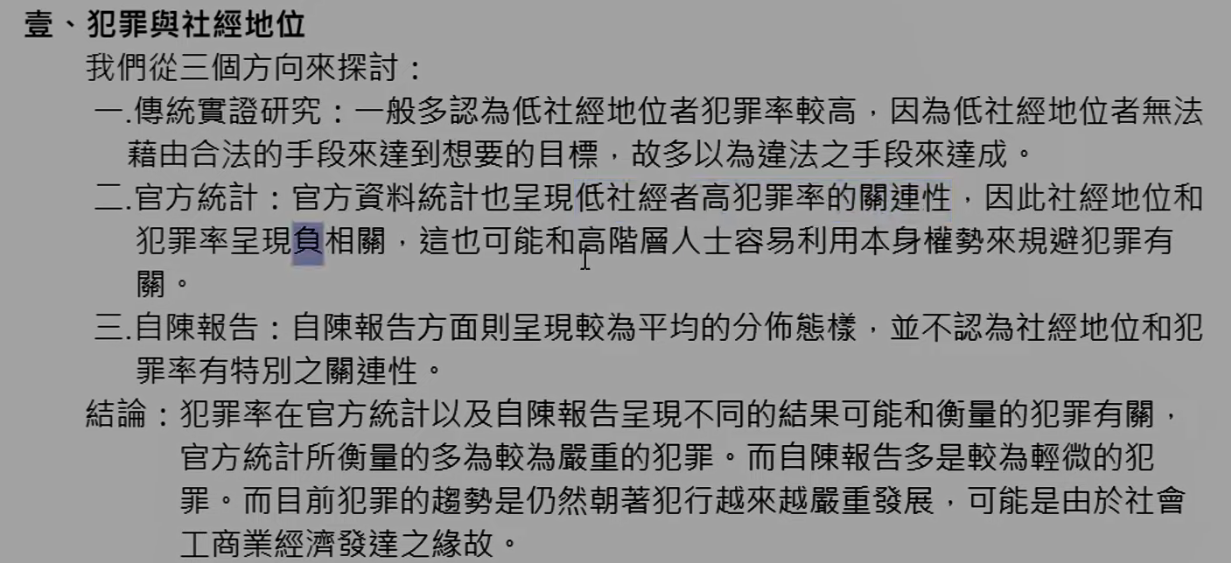 壹、犯罪與社經地位
我們從三個方向來探討：
一.傳統實證研究：一般多認為低社經地位者犯罪率較高，因為低社經地位者無法
藉由合法的手段來達到想要的目標，故多以為違法之手段來達成。
二.官方統計：官方資料統計也呈現低社經者高犯罪率的關連性，因此社經地位和
犯罪率呈現負相關，這也可能和高階層人士容易利用本身權勢來規避犯罪有
關。
三.自陳報告：自陳報告方面則呈現較為平均的分佈態樣，並不認為社經地位和犯
罪率有特別之關連性。
結論：犯罪率在官方統計以及自陳報告呈現不同的結果可能和衡量的犯罪有關，
官方統計所衡量的多為較為嚴重的犯罪。而自陳報告多是較為輕微的犯
罪。而目前犯罪的趨勢是仍然朝著犯行越來越嚴重發展，可能是由於社會
工商業經濟發達之緣故。